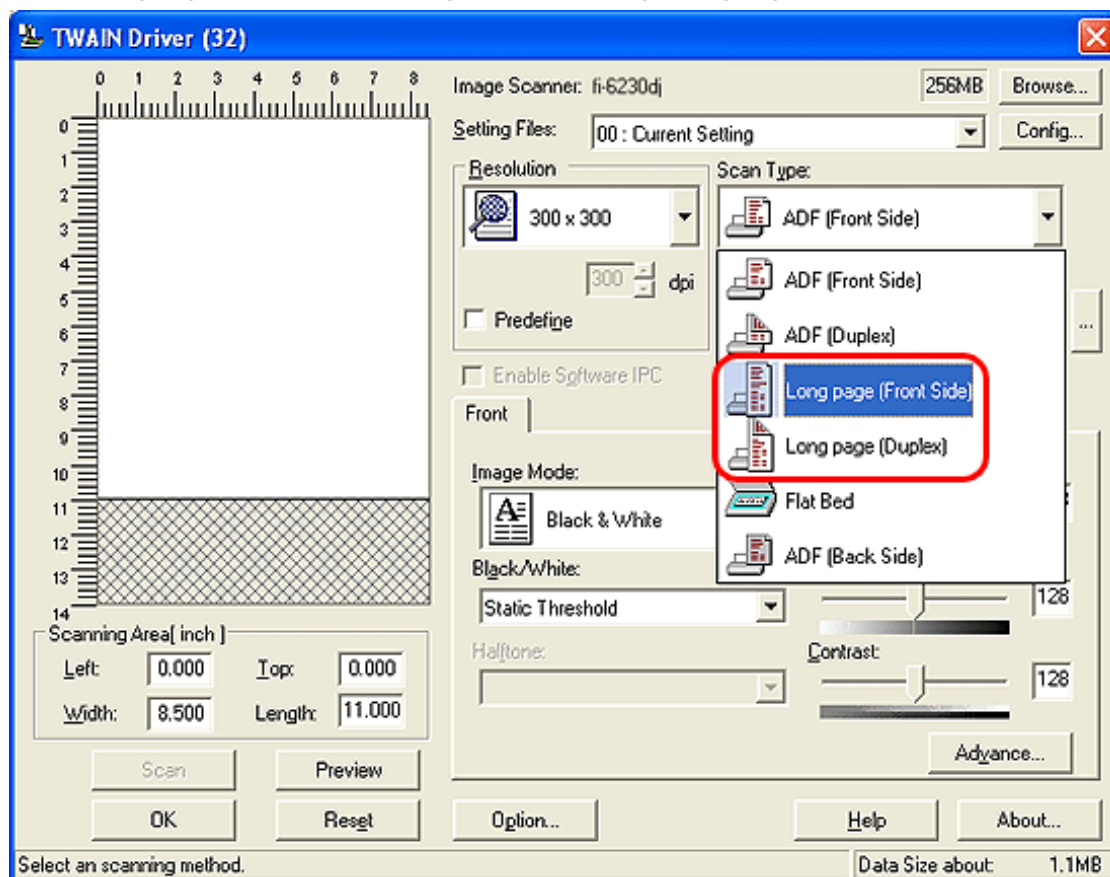 TWAIN Driver (32)
0 1 2 3 4 5 6 7 8
0
1
2
3
4
5
6
7
8
9
10
11
12
13
14
Image Scanner: fi-6230dj 256MB Browse...
Setting Files: 00 : Current Setting Config...
Resolution
300 x 300
300 dpi
Predefine
Scan Type:
ADF (Front Side)
ADF (Front Side)
ADF (Duplex)
Long page (Front Side)
Long page (Duplex)
Flat Bed
ADF (Back Side)
...
Enable Software IPC
Front
Image Mode:
Black & White
Black/White:
Static Threshold
128
Halftone:
Contrast:
128
Advance...
Scanning Area[ inch ]
Left: 0.000 Top: 0.000
Width: 8.500 Length: 11.000
Scan Preview
OK Reset Option... Help About...
Select an scanning method. Data Size about: 1.1MB